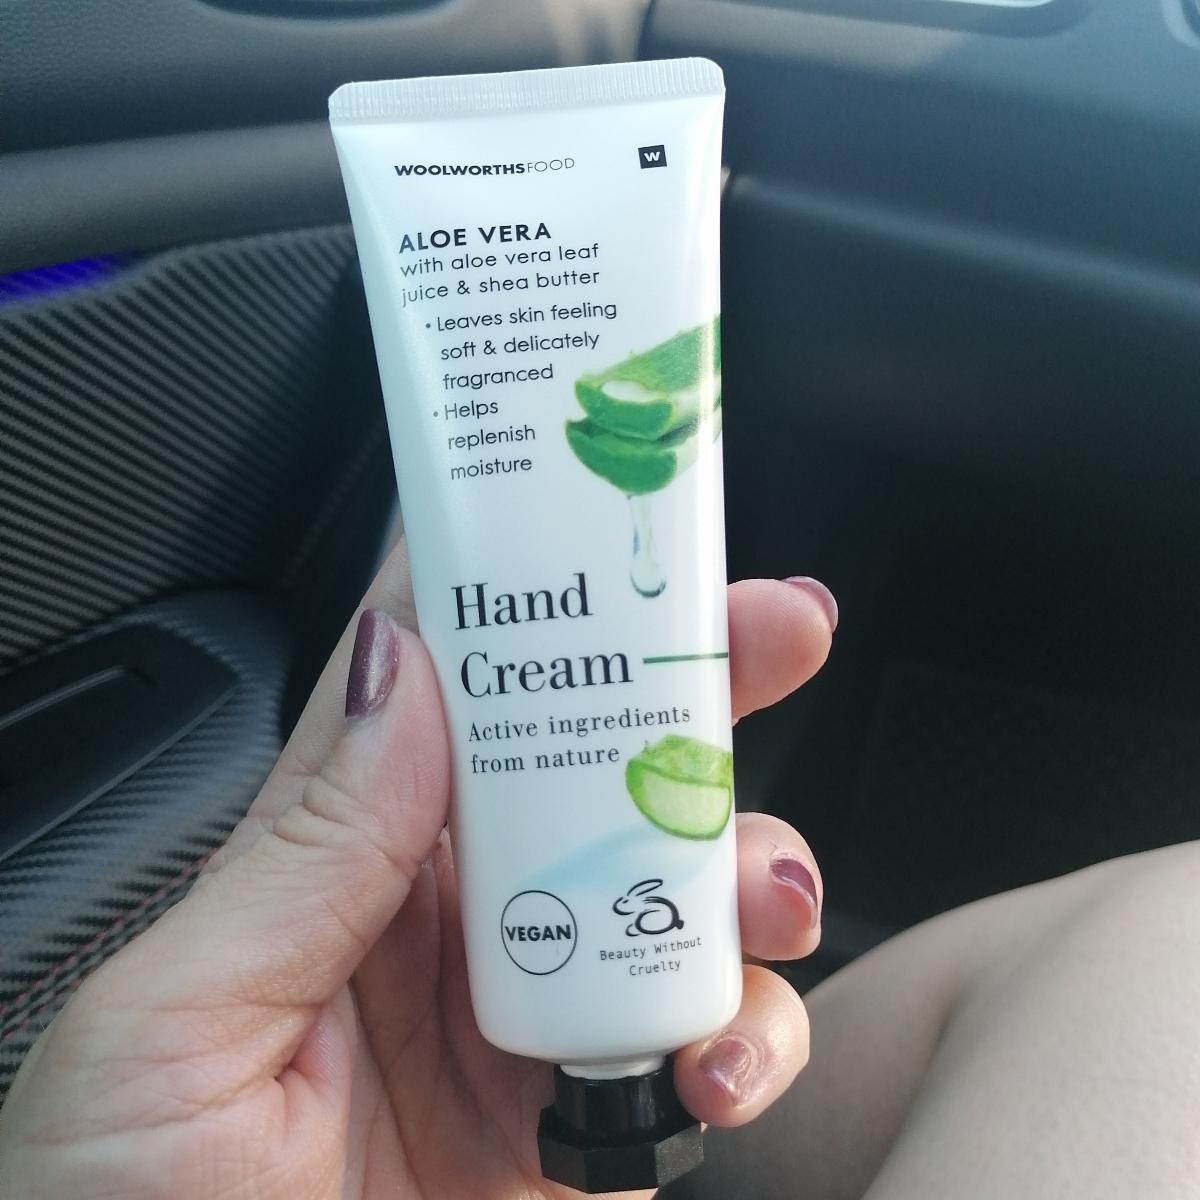 WOOLWORTHSFOOD
W
ALOE VERA
with aloe vera leaf
juice & shea butter
• Leaves skin feeling
soft & delicately
fragranced
• Helps
replenish
moisture
Hand
Cream
Active ingredients
from nature
VEGAN
Beauty Without
Cruelty